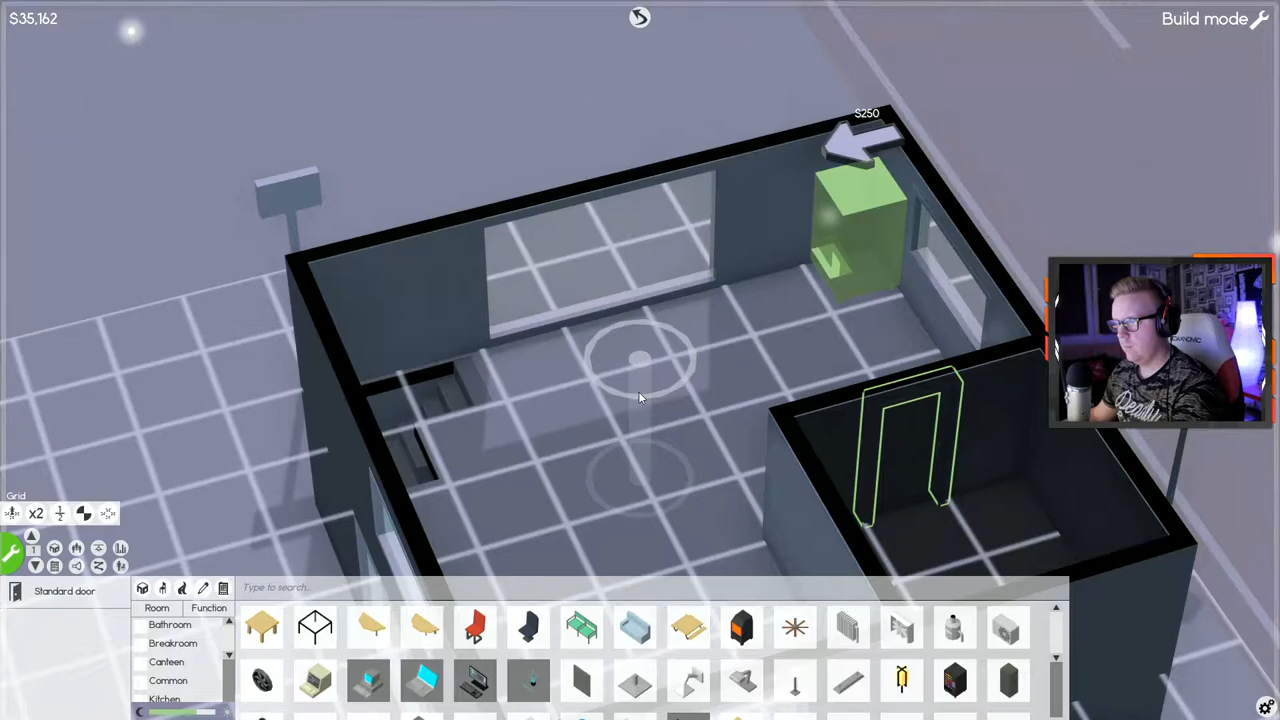 $35,162
Build mode
$250
Grid
x2
1
Standard door
Type to search...
Room
Function
Bathroom
Breakroom
Canteen
Common
Kitchen